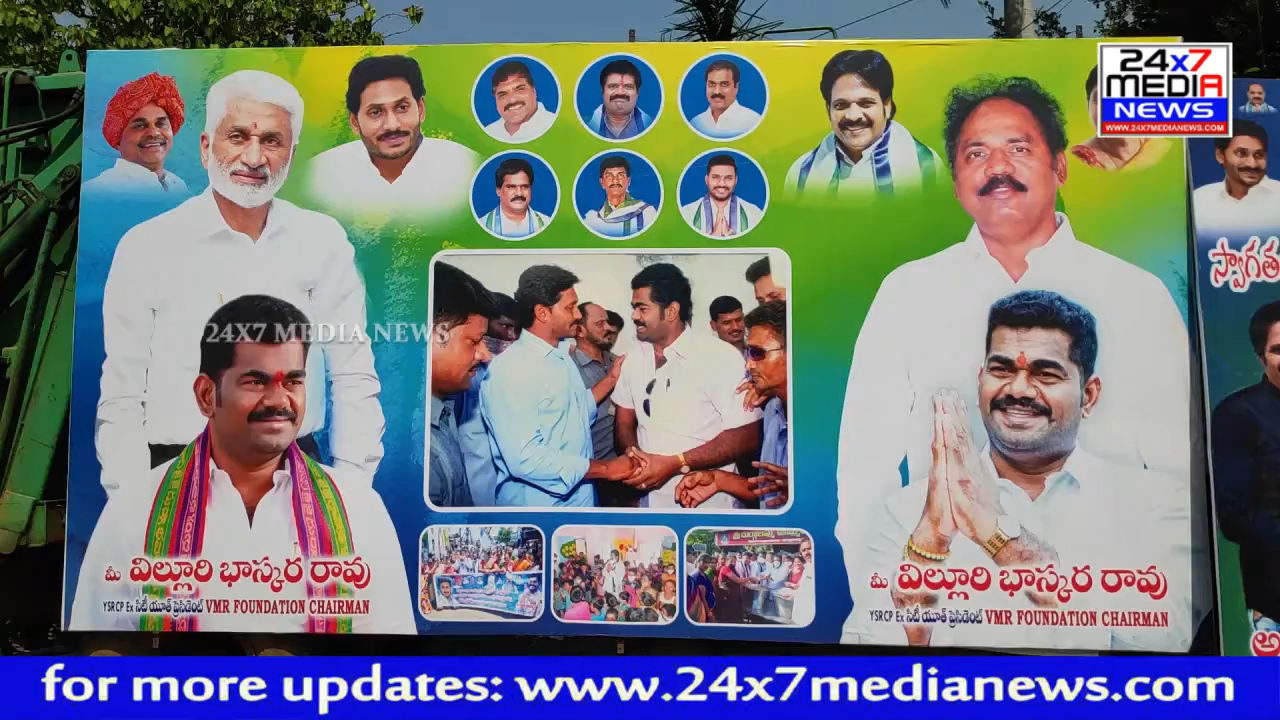 24x7
MEDIA
NEWS
WWW.24X7MEDIANEWS.COM
స్వాగత
24X7 MEDIA NEWS
మీ విల్లూరి భాస్కర రావు
YSRCP Ex సిటీ యూత్ ప్రెసిడెంట్ VMR FOUNDATION CHAIRMAN
మీ విల్లూరి భాస్కర రావు
YSRCP Ex సిటీ యూత్ ప్రెసిడెంట్ VMR FOUNDATION CHAIRMAN
for more updates: www.24x7medianews.com